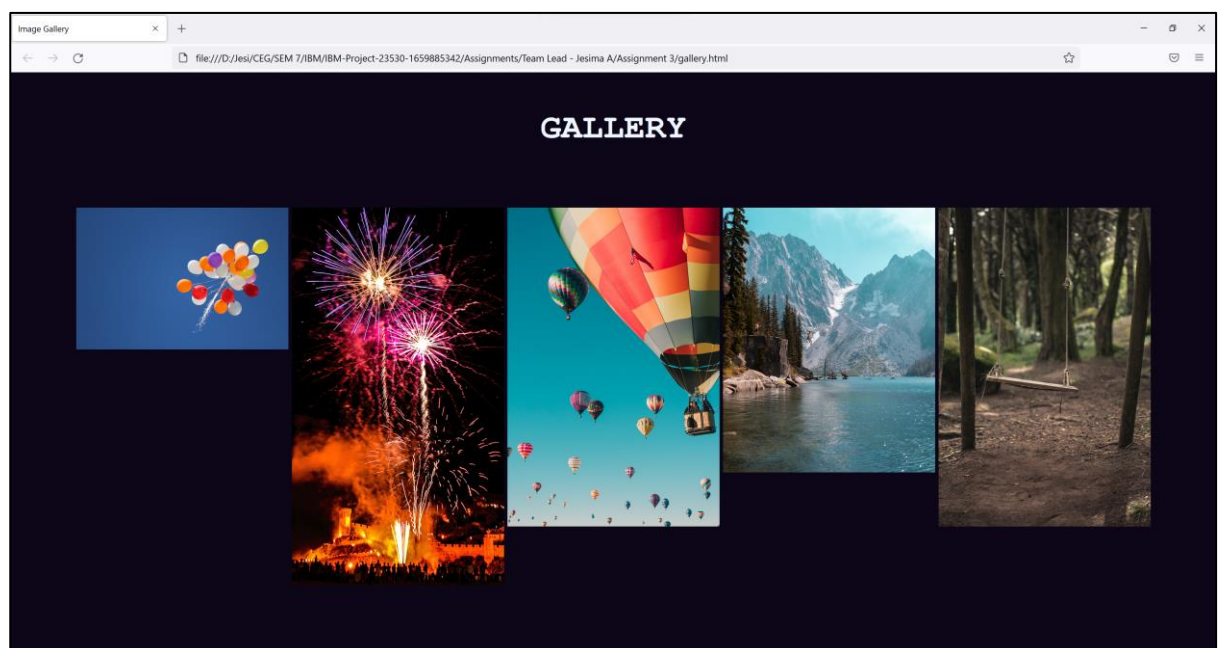 Image Gallery
file:///D:/Jesi/CEG/SEM 7/IBM/IBM-Project-23530-1659885342/Assignments/Team Lead - Jesima A/Assignment 3/gallery.html
GALLERY